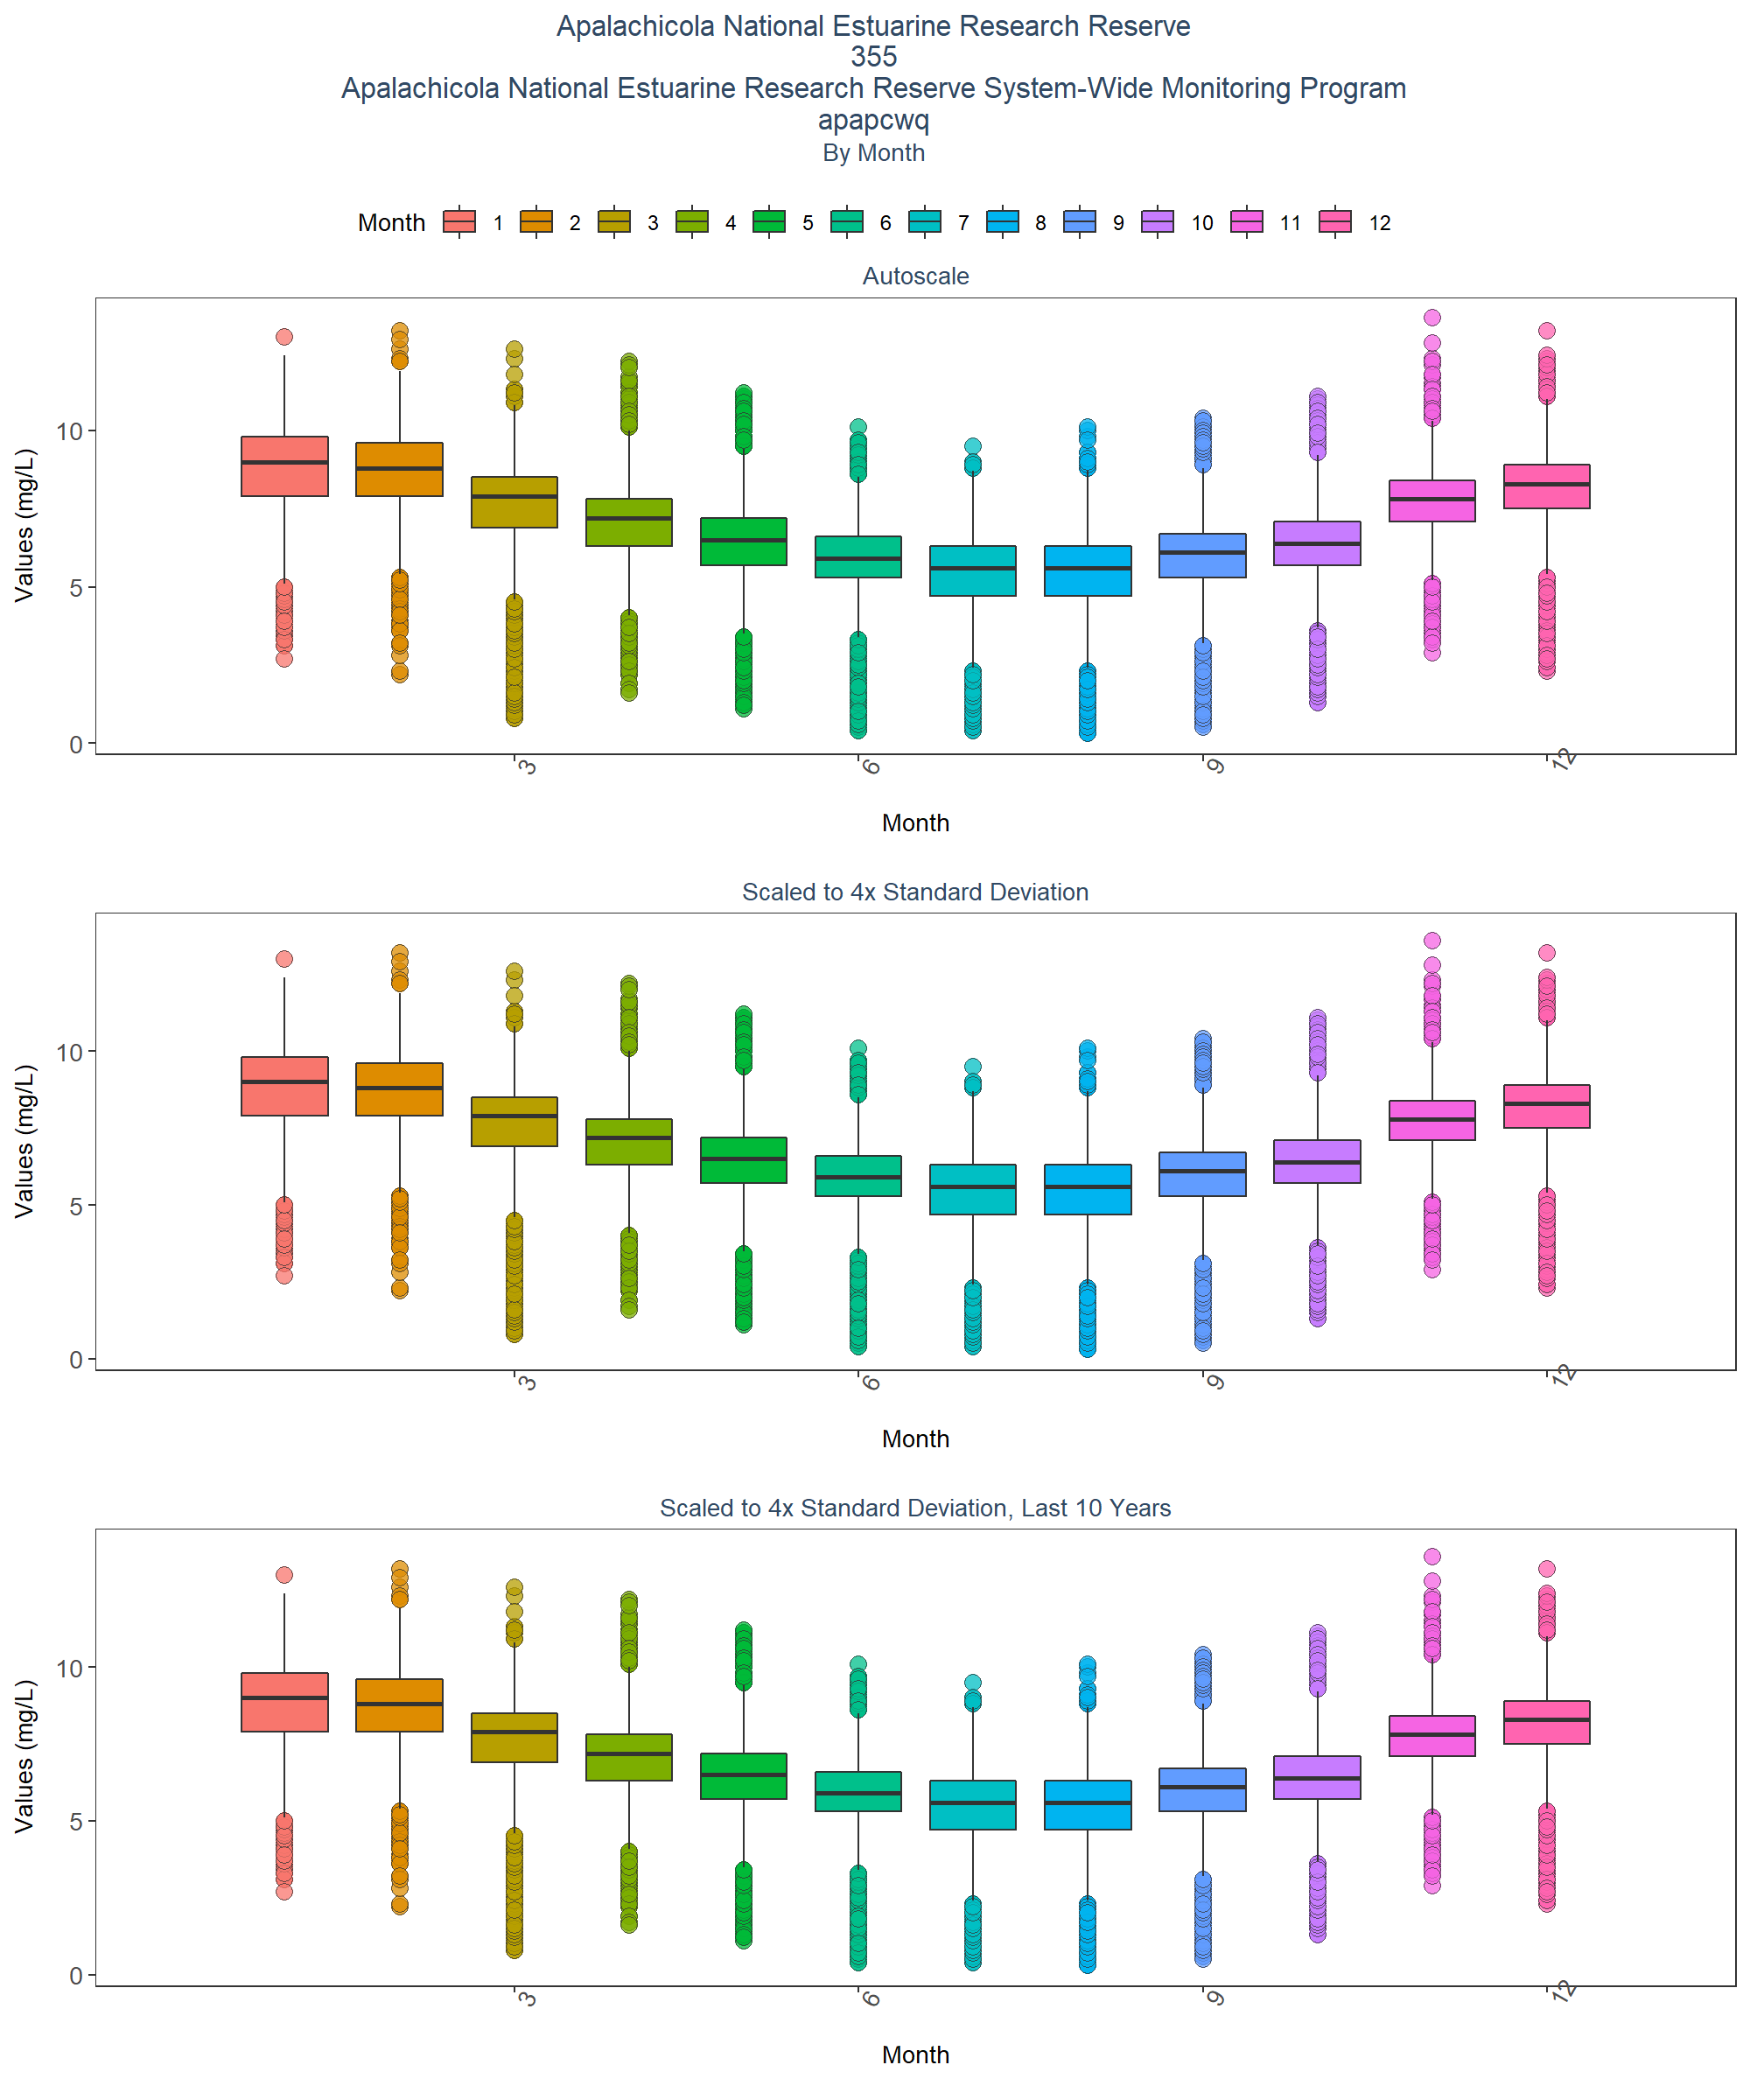 Apalachicola National Estuarine Research Reserve
355
Apalachicola National Estuarine Research Reserve System-Wide Monitoring Program
apapcwq
By Month
Month 1 2 3 4 5 6 7 8 9 10 11 12
Autoscale
Values (mg/L)
10
5
0
3 6 9 12
Month
Scaled to 4x Standard Deviation
Values (mg/L)
10
5
0
3 6 9 12
Month
Scaled to 4x Standard Deviation, Last 10 Years
Values (mg/L)
10
5
0
3 6 9 12
Month